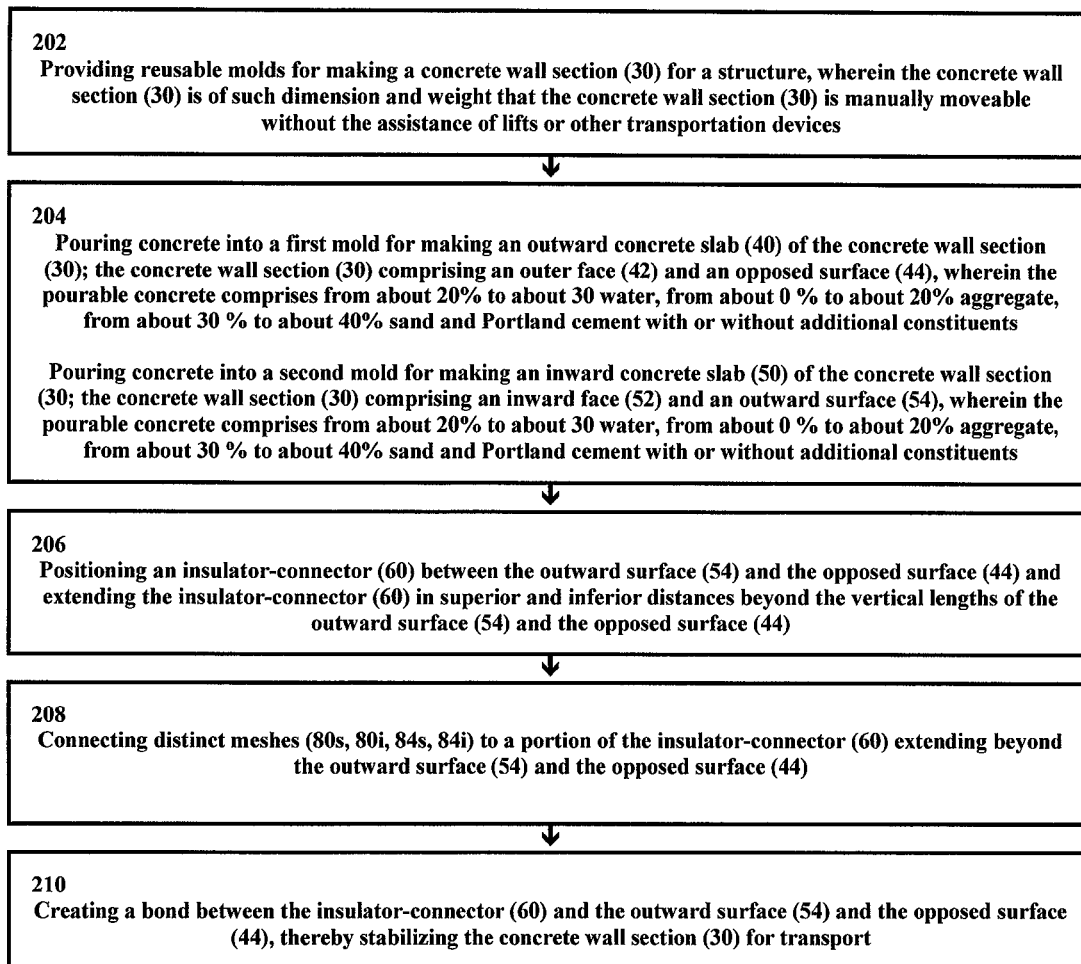 202
Providing reusable molds for making a concrete wall section (30) for a structure, wherein the concrete wall
section (30) is of such dimension and weight that the concrete wall section (30) is manually moveable
without the assistance of lifts or other transportation devices
204
Pouring concrete into a first mold for making an outward concrete slab (40) of the concrete wall section
(30); the concrete wall section (30) comprising an outer face (42) and an opposed surface (44), wherein the
pourable concrete comprises from about 20% to about 30 water, from about 0 % to about 20% aggregate,
from about 30 % to about 40% sand and Portland cement with or without additional constituents
Pouring concrete into a second mold for making an inward concrete slab (50) of the concrete wall section
(30; the concrete wall section (30) comprising an inward face (52) and an outward surface (54), wherein the
pourable concrete comprises from about 20% to about 30 water, from about 0 % to about 20% aggregate,
from about 30 % to about 40% sand and Portland cement with or without additional constituents
206
Positioning an insulator-connector (60) between the outward surface (54) and the opposed surface (44) and
extending the insulator-connector (60) in superior and inferior distances beyond the vertical lengths of the
outward surface (54) and the opposed surface (44)
208
Connecting distinct meshes (80s, 80i, 84s, 84i) to a portion of the insulator-connector (60) extending beyond
the outward surface (54) and the opposed surface (44)
210
Creating a bond between the insulator-connector (60) and the outward surface (54) and the opposed surface
(44), thereby stabilizing the concrete wall section (30) for transport